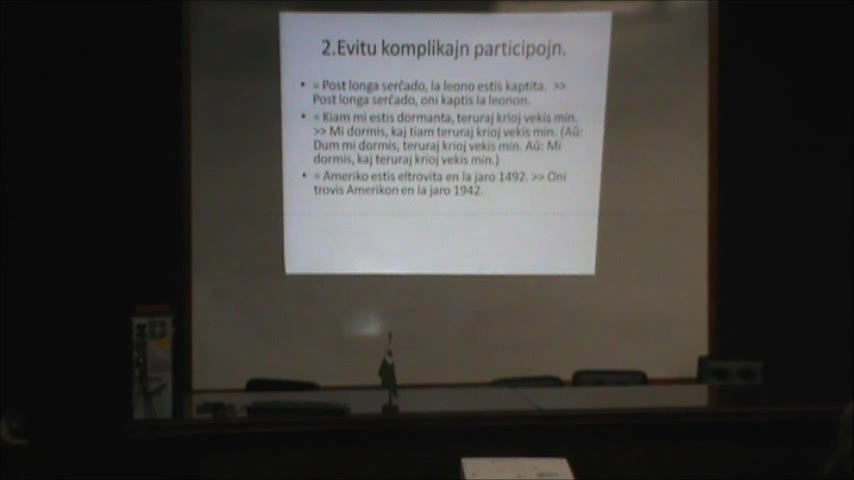 2.Evitu komplikajn participojn.
• = Post longa serĉado, la leono estis kaptita. >>
Post longa serĉado, oni kaptis la leonon.
• = Kiam mi estis dormanta, teruraj krioj vekis min.
>> Mi dormis, kaj tiam teruraj krioj vekis min. (Aŭ:
Dum mi dormis, teruraj krioj vekis min. Aŭ: Mi
dormis, kaj teruraj krioj vekis min.)
• = Ameriko estis eltrovita en la jaro 1492. >> Oni
trovis Amerikon en la jaro 1942.